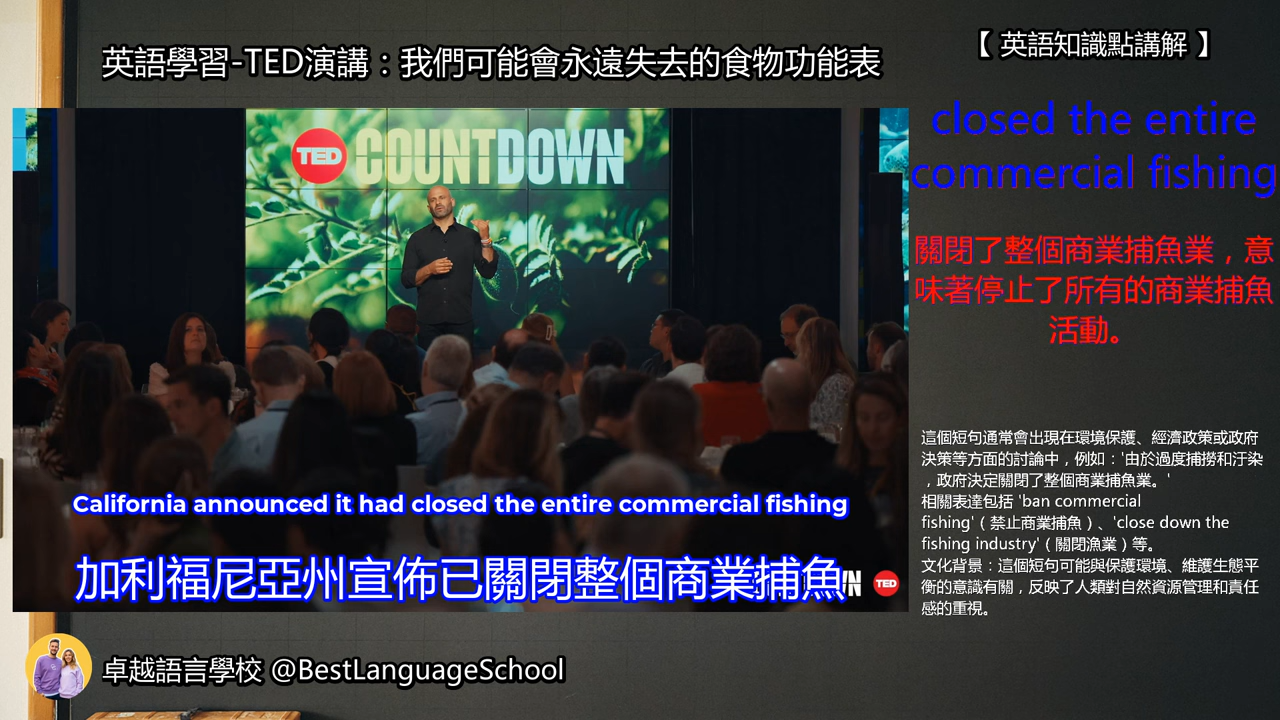 英語學習-TED演講：我們可能會永遠失去的食物功能表
【 英語知識點講解 】
TED COUNTDOWN
closed the entire
commercial fishing
關閉了整個商業捕魚業，意
味著停止了所有的商業捕魚
活動。
這個短句通常會出現在環境保護、經濟政策或政府
決策等方面的討論中，例如：'由於過度捕撈和汙染
，政府決定關閉了整個商業捕魚業。'
相關表達包括 'ban commercial
fishing'（禁止商業捕魚）、'close down the
fishing industry'（關閉漁業）等。
文化背景：這個短句可能與保護環境、維護生態平
衡的意識有關，反映了人類對自然資源管理和責任
感的重視。
California announced it had closed the entire commercial fishing
加利福尼亞州宣佈已關閉整個商業捕魚
TED
卓越語言學校 @BestLanguageSchool